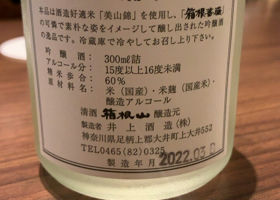 本品は酒造好適米「美山錦」を使用し、「箱根薔薇」
の可憐で素朴な姿をイメージして醸し出された吟醸酒
の逸品です。冷蔵庫で冷やしてお召し上り下さい。
吟醸酒 300ml詰
アルコール分: 15度以上16度未満
精米歩合: 60%
原材料名: 米(国産)・米麹(国産米)・
醸造アルコール
清酒 箱根山 醸造元
製造者 井上酒造(株)
神奈川県足柄上郡大井町上大井552
TEL0465(82)0325
製造年月 2022.03